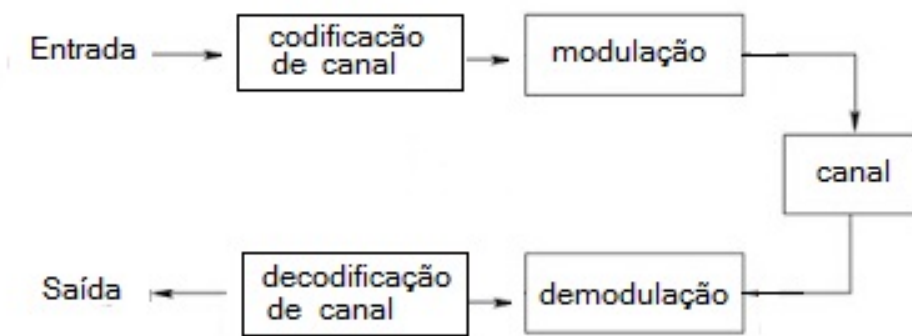 Entrada
codificacão
de canal
modulação
canal
Saída
decodificação
de canal
demodulação